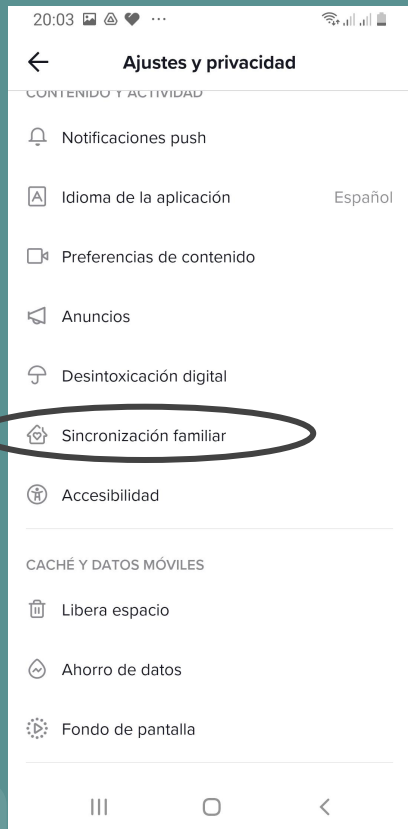 20:03
Ajustes y privacidad
CONTENIDO Y ACTIVIDAD
Notificaciones push
Idioma de la aplicación Español
Preferencias de contenido
Anuncios
Desintoxicación digital
Sincronización familiar
Accesibilidad
CACHÉ Y DATOS MÓVILES
Libera espacio
Ahorro de datos
Fondo de pantalla